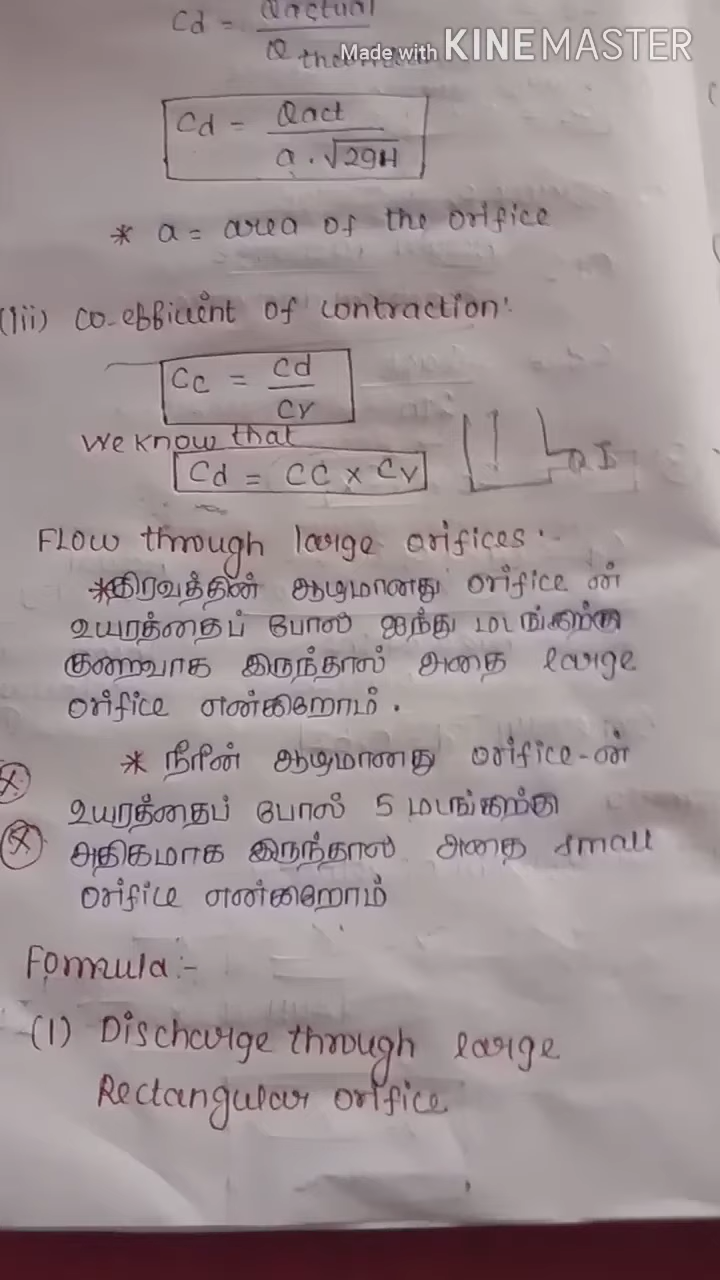 Cd = Qactual
Q
Made with KINEMASTER
Cd = Qact
a . √2gH
* a = area of the orifice
(iii) co-efficient of contraction:
Cc = Cd
Cv
We know that
Cd = CC x Cv
Flow through large orifices.
*திரவத்தின் ஆழமானது orifice ன்
உயரத்தைப் போல் ஐந்து மடங்குக்கு
குறைவாக இருந்தால் அதை large
orifice என்கிறோம்.
* நீரின் ஆழமானது orifice-ன்
உயரத்தைப் போல் 5 மடங்குக்கு
அதிகமாக இருந்தால் அதை small
orifice என்கிறோம்
Formula:-
(1) Discharge through large
Rectangular orifice